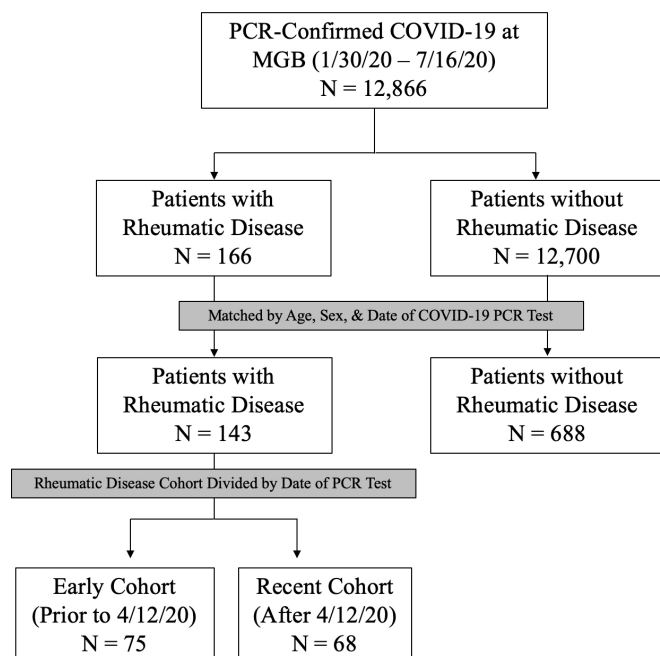 PCR-Confirmed COVID-19 at
MGB (1/30/20 – 7/16/20)
N = 12,866
Patients with
Rheumatic Disease
N = 166
Patients without
Rheumatic Disease
N = 12,700
Matched by Age, Sex, & Date of COVID-19 PCR Test
Patients with
Rheumatic Disease
N = 143
Patients without
Rheumatic Disease
N = 688
Rheumatic Disease Cohort Divided by Date of PCR Test
Early Cohort
(Prior to 4/12/20)
N = 75
Recent Cohort
(After 4/12/20)
N = 68